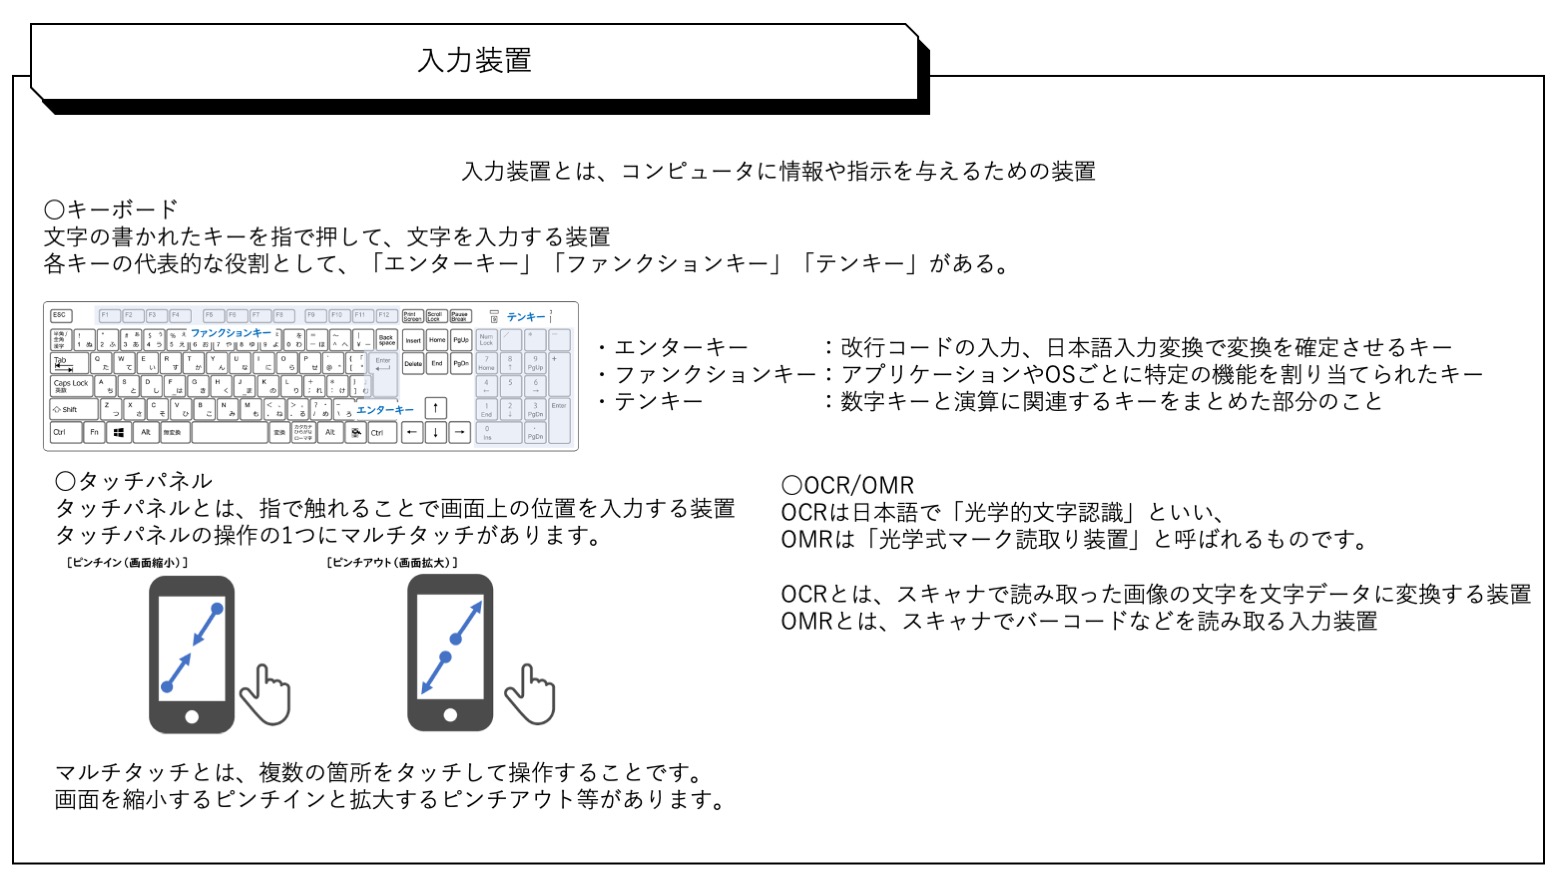 入力装置
入力装置とは、コンピュータに情報や指示を与えるための装置
〇キーボード
文字の書かれたキーを指で押して、文字を入力する装置
各キーの代表的な役割として、「エンターキー」「ファンクションキー」「テンキー」がある。
ESC F1 F2 F3 F4 F5 F6 F7 F8 F9 F10 F11 F12 Print Screen Scroll Lock Pause Break テンキー
ファンクションキー
Back space Insert Home PgUp Num Lock
Tab Q W E R T Y U I O P Enter Delete End PgDn 7 Home 8 9 PgUp +
Caps Lock 英数 A S D F G H J K L 4 5 6
Shift Z X C V B N M エンターキー ↑ 1 End 2 3 PgDn Enter
Ctrl Fn Alt 無変換 変換 カタカナ ひらがな ローマ字 Alt Ctrl ← ↓ → 0 Ins . PgDn
・エンターキー　　　：改行コードの入力、日本語入力変換で変換を確定させるキー
・ファンクションキー：アプリケーションやOSごとに特定の機能を割り当てられたキー
・テンキー　　　　　：数字キーと演算に関連するキーをまとめた部分のこと
〇タッチパネル
タッチパネルとは、指で触れることで画面上の位置を入力する装置
タッチパネルの操作の1つにマルチタッチがあります。
［ピンチイン（画面縮小）］
［ピンチアウト（画面拡大）］
マルチタッチとは、複数の箇所をタッチして操作することです。
画面を縮小するピンチインと拡大するピンチアウト等があります。
〇OCR/OMR
OCRは日本語で「光学的文字認識」といい、
OMRは「光学式マーク読取り装置」と呼ばれるものです。
OCRとは、スキャナで読み取った画像の文字を文字データに変換する装置
OMRとは、スキャナでバーコードなどを読み取る入力装置